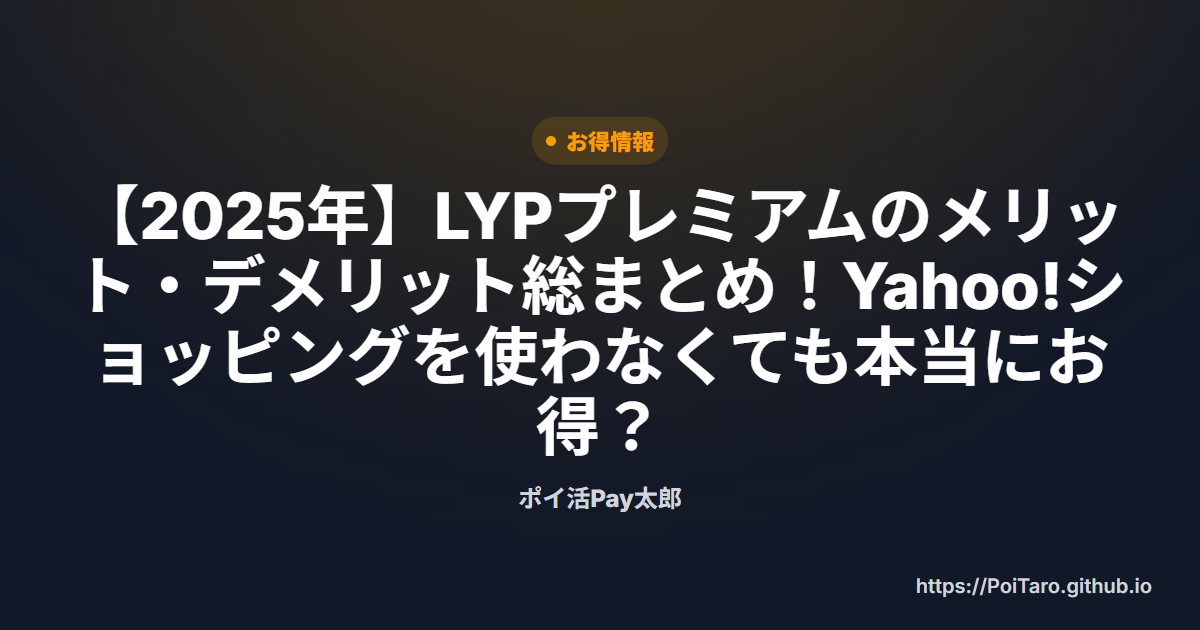 お得情報
【2025年】LYPプレミアムのメリッ
ト・デメリット総まとめ！Yahoo!シ
ョッピングを使わなくても本当にお
得？
ポイ活Pay太郎
https://PoiTaro.github.io